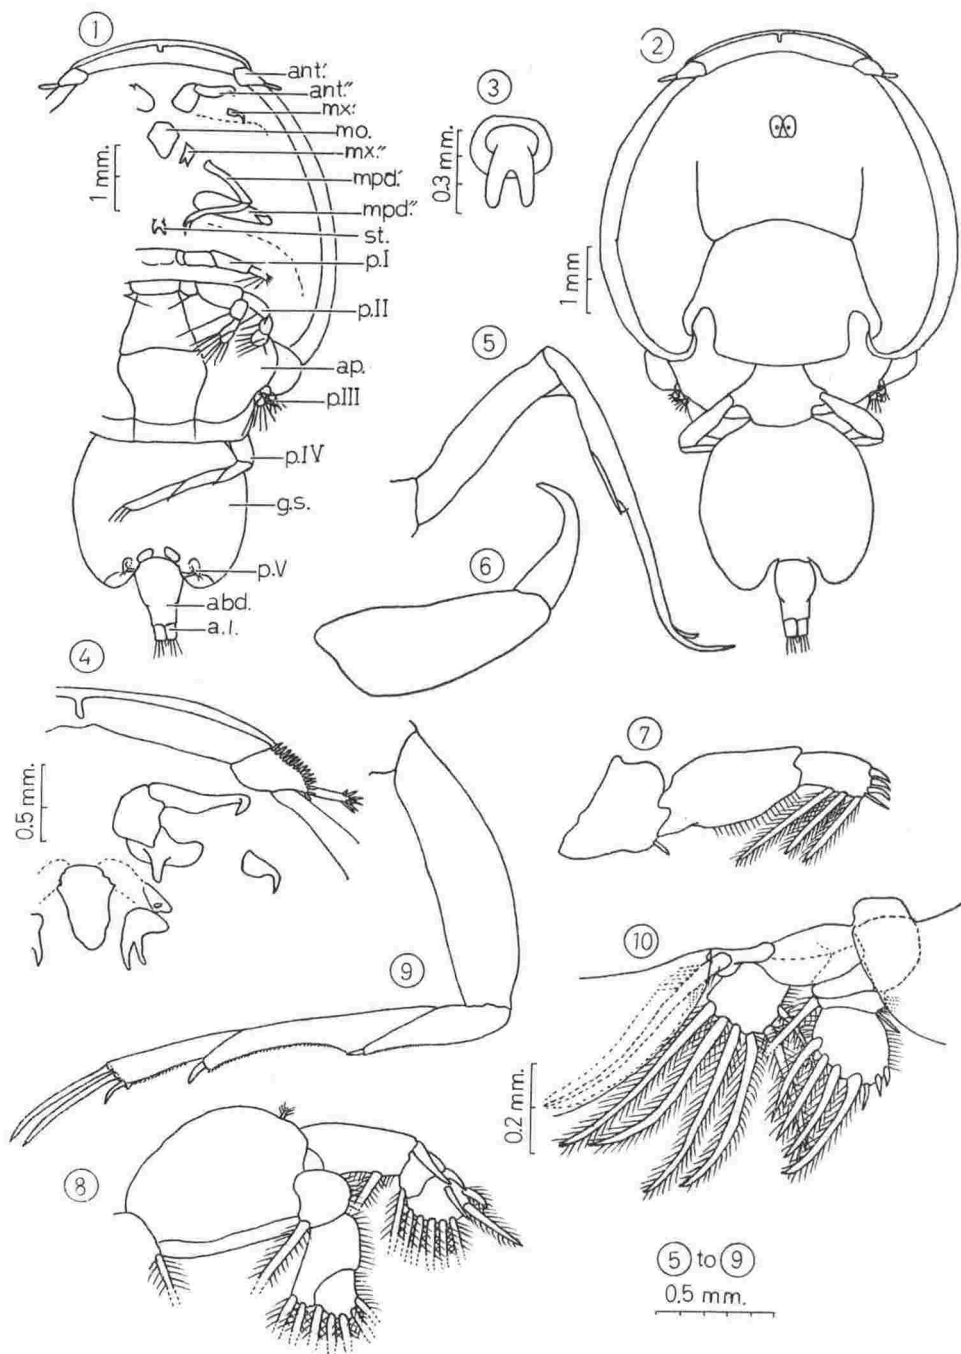 1
ant.'
ant."
mx.'
mo.
mx."
mpd.'
mpd."
st.
p.I
p.II
ap.
p.III
p.IV
g.s.
p.V
abd.
a.l.
1 mm.
2
1 mm
3
0.3 mm.
4
0.5 mm.
5
6
7
8
9
10
0.2 mm.
5 to 9
0.5 mm.